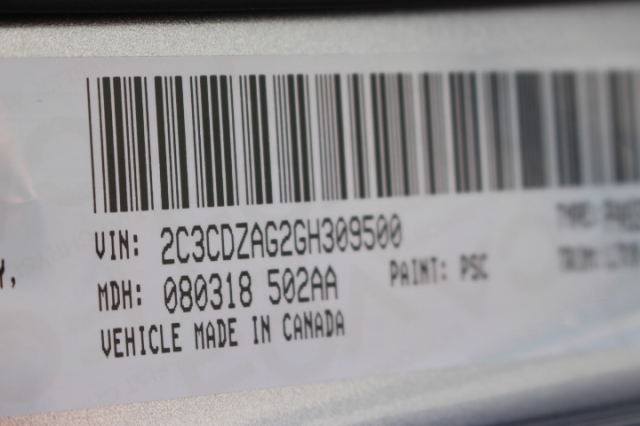 VIN: 2C3CDZAG2GH309500
MDH: 080318 502AA PAINT: PSC
VEHICLE MADE IN CANADA